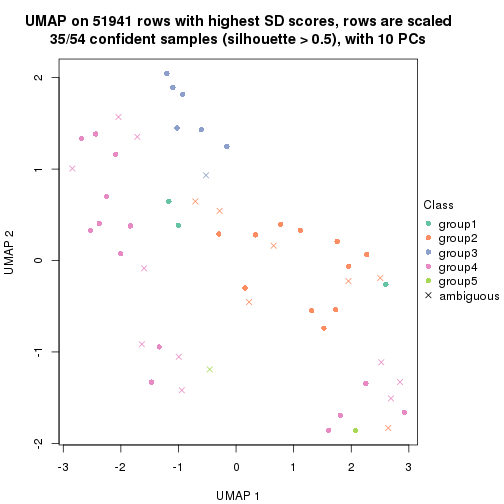 UMAP on 51941 rows with highest SD scores, rows are scaled
35/54 confident samples (silhouette > 0.5), with 10 PCs
UMAP 2
2
1
0
-1
-2
-3
-2
-1
0
1
2
3
UMAP 1
Class
group1
group2
group3
group4
group5
ambiguous